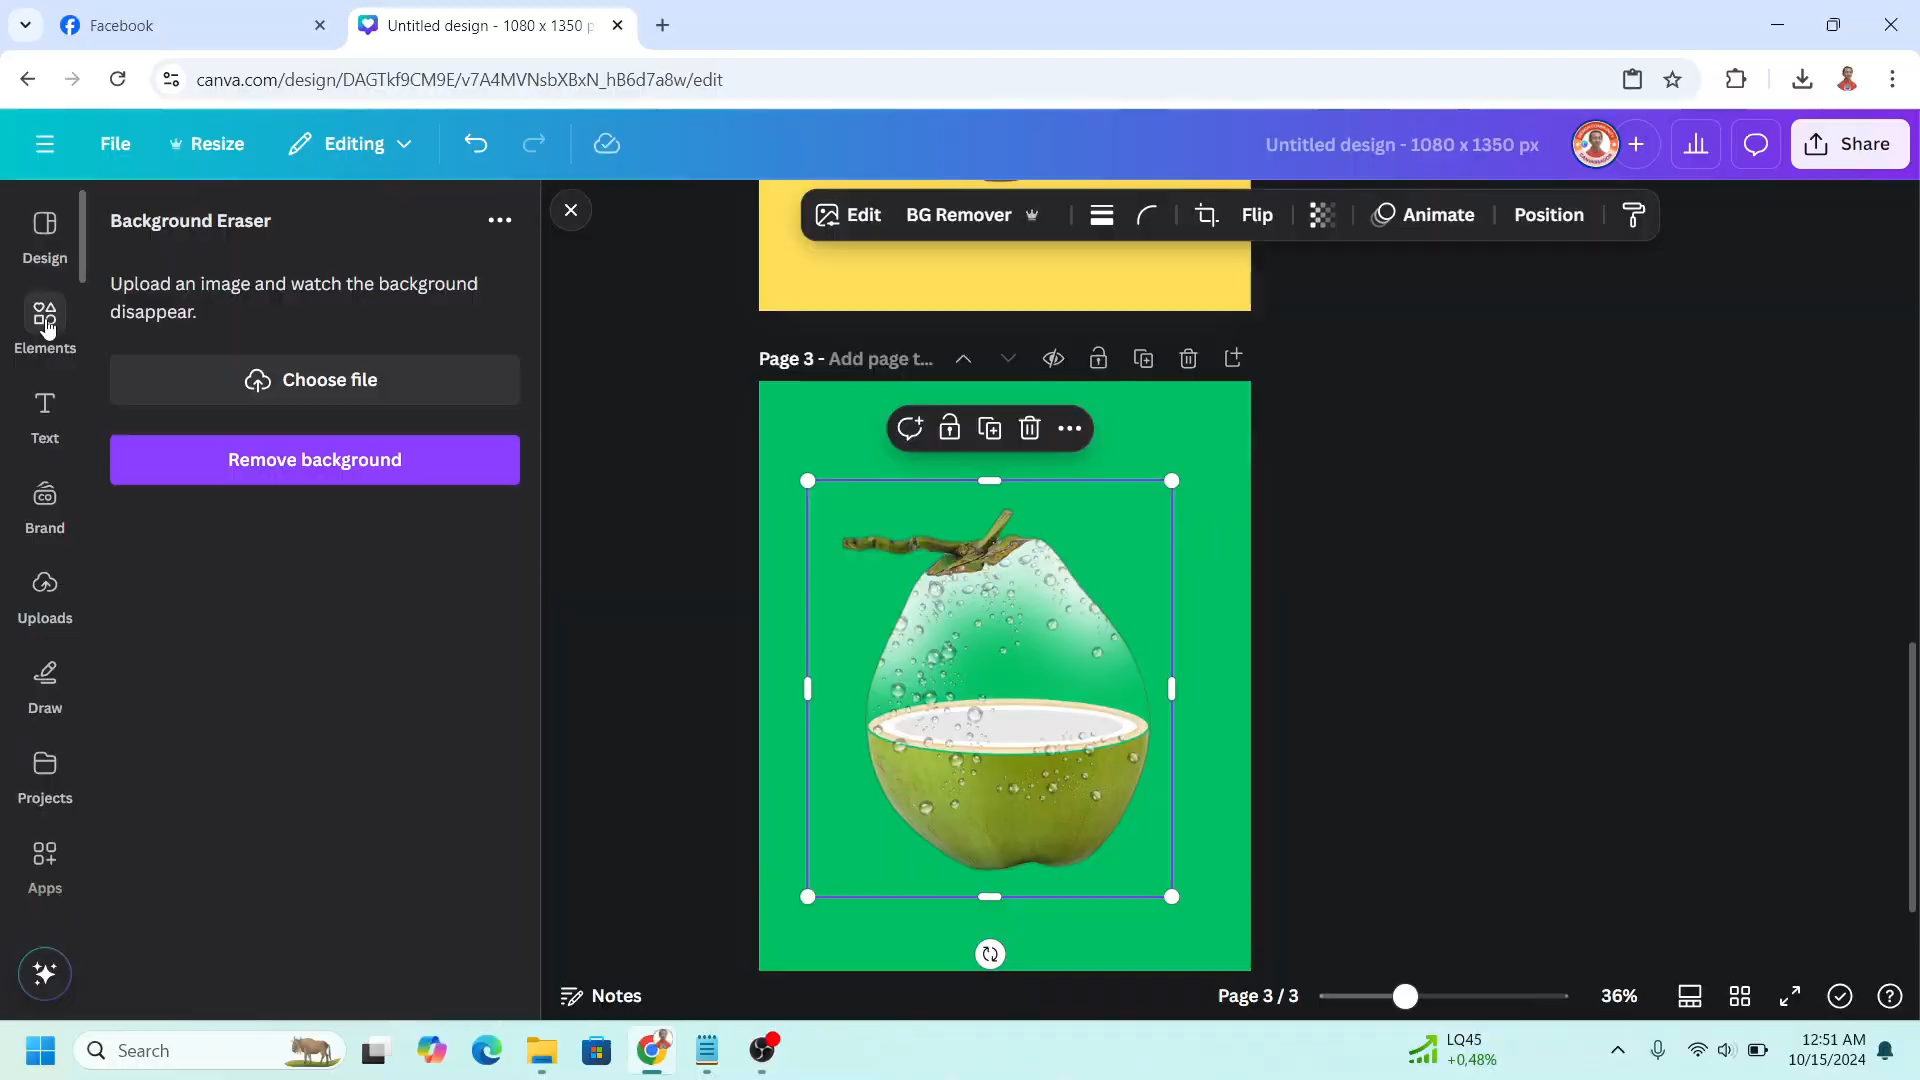 Facebook
Untitled design - 1080 x 1350 p
canva.com/design/DAGTkf9CM9E/v7A4MVNsbXBxN_hB6d7a8w/edit
File
Resize
Editing
Untitled design - 1080 x 1350 px
Share
Design
Elements
Text
Brand
Uploads
Draw
Projects
Apps
Background Eraser
Upload an image and watch the background
disappear.
Choose file
Remove background
Edit
BG Remover
Flip
Animate
Position
Page 3 - Add page t...
Notes
Page 3 / 3
36%
Search
LQ45
+0,48%
12:51 AM
10/15/2024